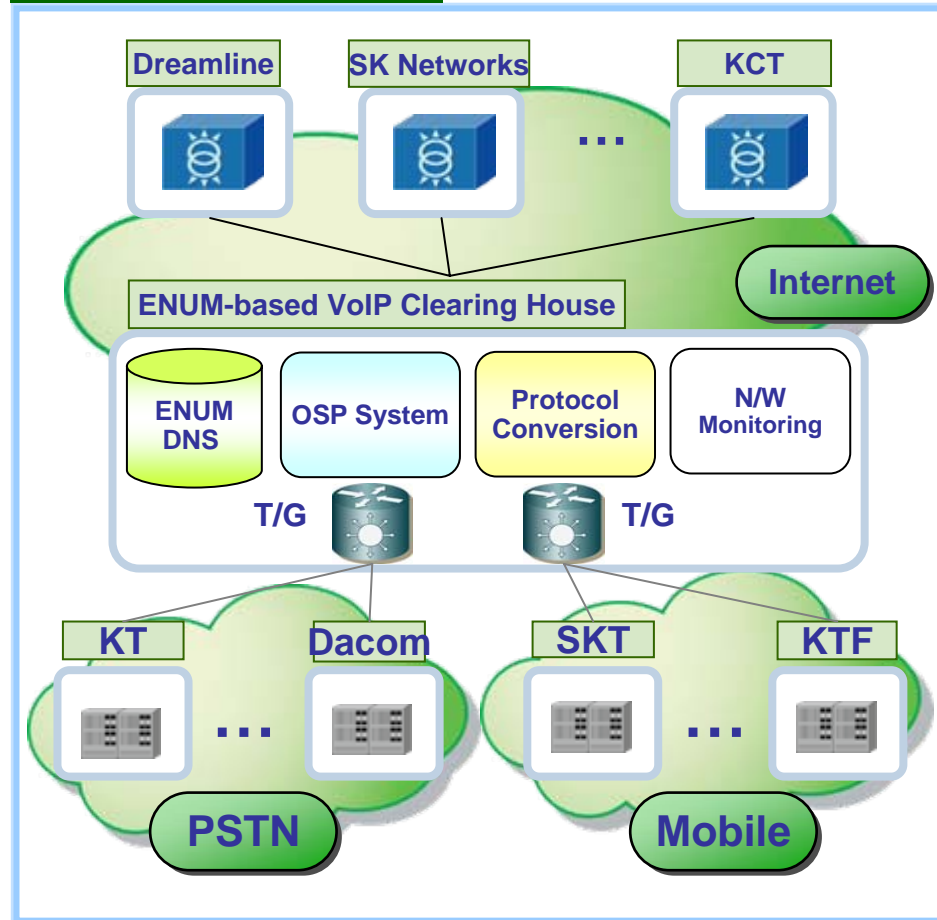 Dreamline
SK Networks
KCT
...
Internet
ENUM-based VoIP Clearing House
ENUM
DNS
OSP System
Protocol
Conversion
N/W
Monitoring
T/G
T/G
KT
Dacom
SKT
KTF
...
...
PSTN
Mobile